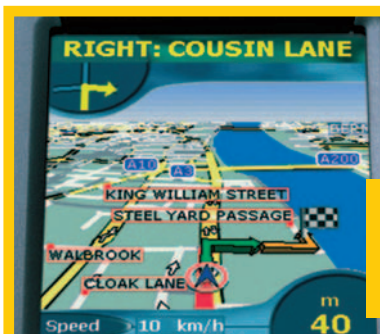 RIGHT: COUSIN LANE
A10
A3
A200
KING WILLIAM STREET
STEEL YARD PASSAGE
WALBROOK
CLOAK LANE
m
Speed 10 km/h
40